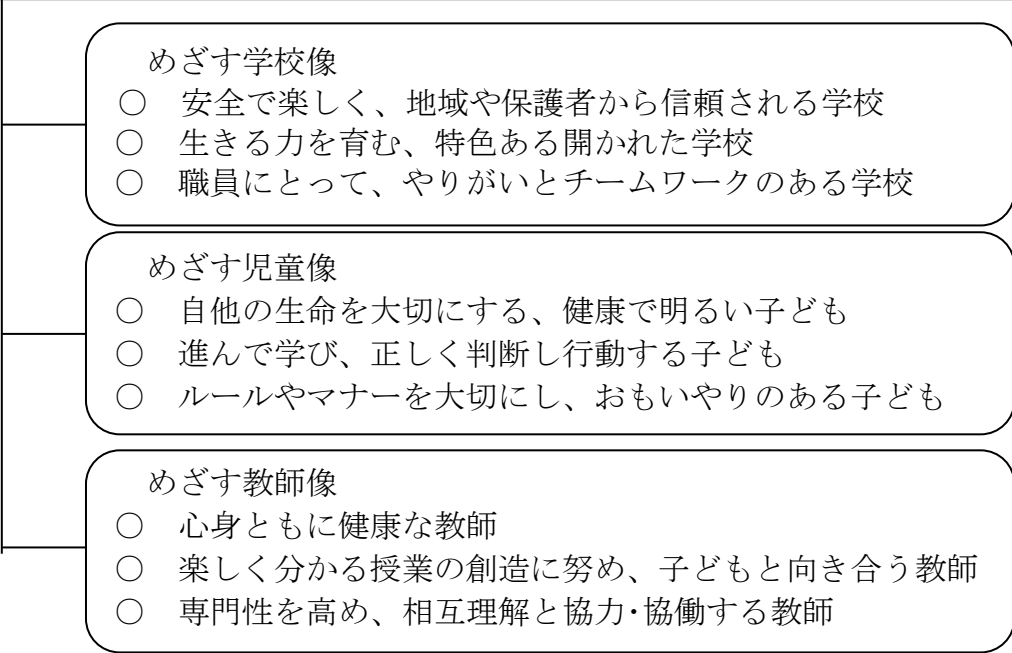 めざす学校像
○ 安全で楽しく、地域や保護者から信頼される学校
○ 生きる力を育む、特色ある開かれた学校
○ 職員にとって、やりがいとチームワークのある学校
めざす児童像
○ 自他の生命を大切にする、健康で明るい子ども
○ 進んで学び、正しく判断し行動する子ども
○ ルールやマナーを大切にし、おもいやりのある子ども
めざす教師像
○ 心身ともに健康な教師
○ 楽しく分かる授業の創造に努め、子どもと向き合う教師
○ 専門性を高め、相互理解と協力･協働する教師